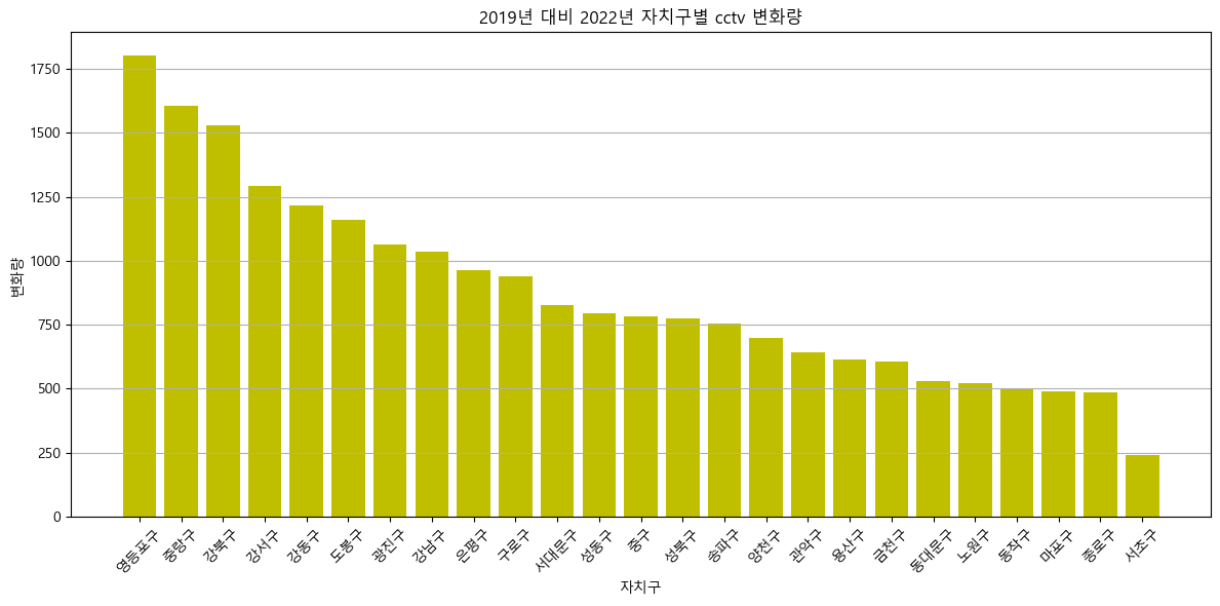 2019년 대비 2022년 자치구별 cctv 변화량
변화량
1750
1500
1250
1000
750
500
250
0
영등포구
중랑구
강북구
강서구
강동구
도봉구
광진구
강남구
은평구
구로구
서대문구
성동구
중구
성북구
송파구
양천구
관악구
용산구
금천구
동대문구
노원구
동작구
마포구
종로구
서초구
자치구